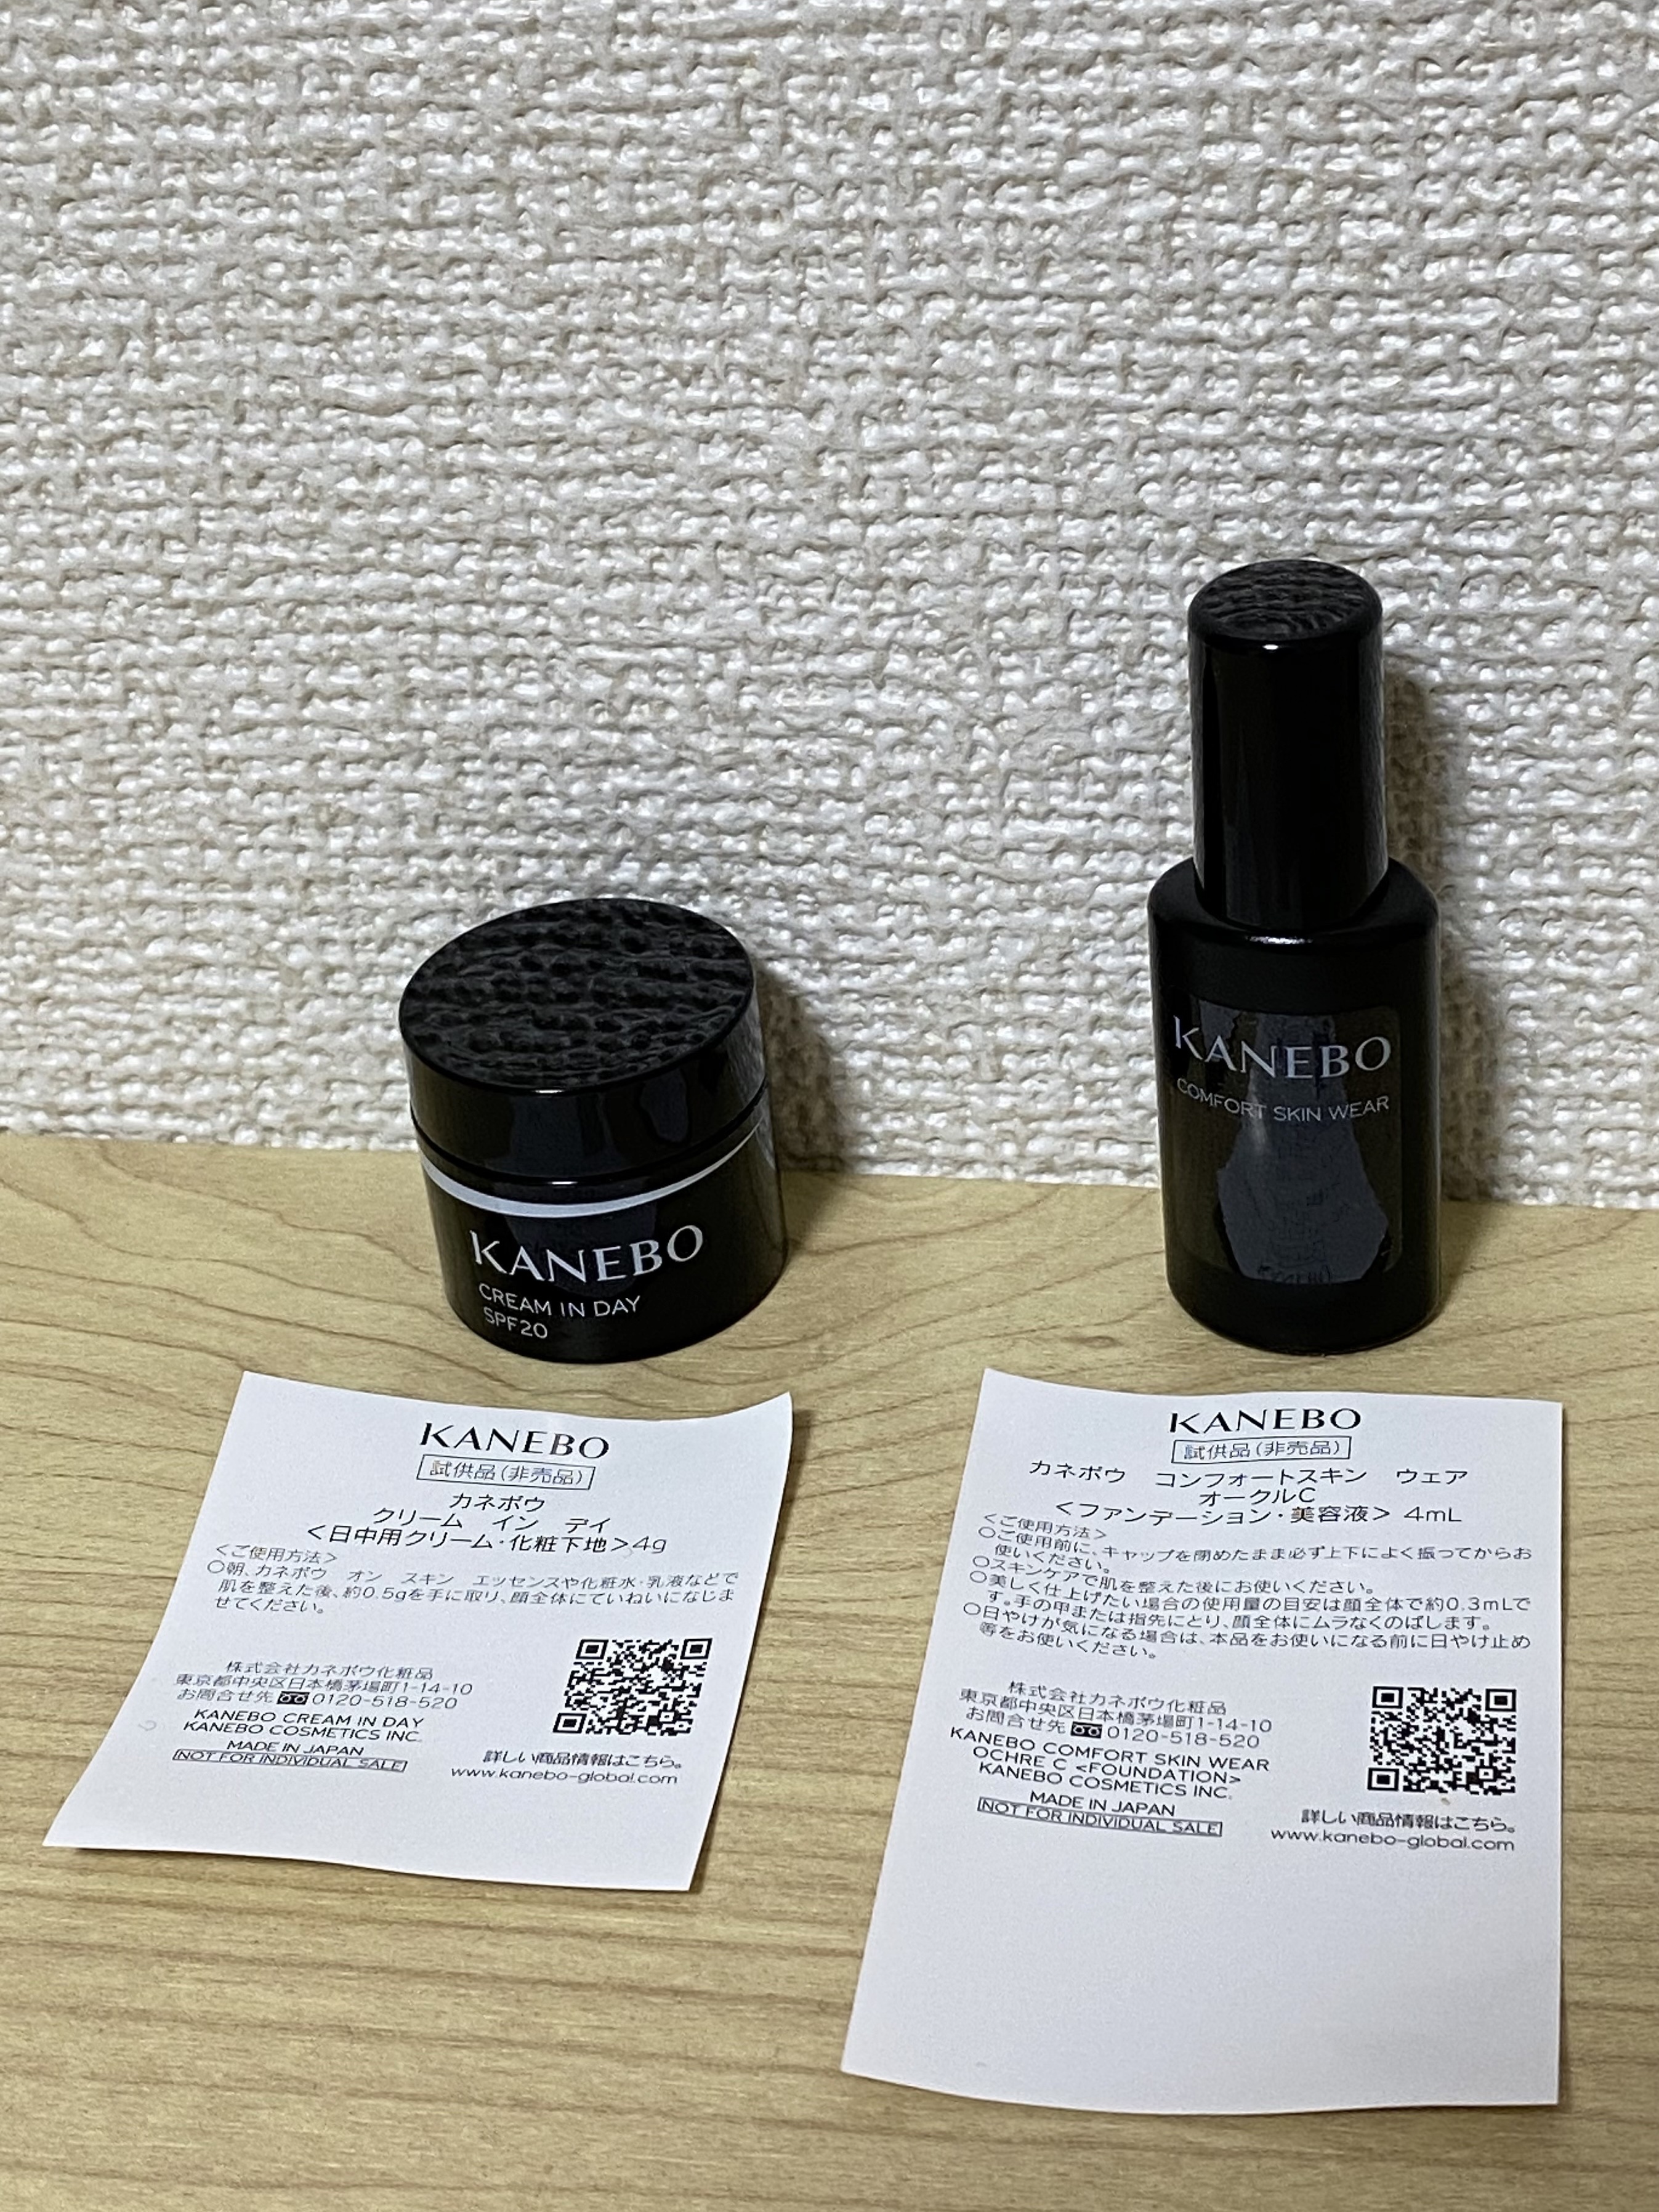 KANEBO
CREAM IN DAY
SPF20
KANEBO
COMFORT SKIN WEAR
KANEBO
試供品(非売品)
カネボウ
クリーム イン デイ
<日中用クリーム・化粧下地>4g
<ご使用方法>
○朝、カネボウ オン スキン エッセンスや化粧水・乳液などで
肌を整えた後、約0.5gを手に取り、顔全体にていねいになじま
せてください。
株式会社カネボウ化粧品
東京都中央区日本橋茅場町1-14-10
お問合せ先 0120-518-520
KANEBO CREAM IN DAY
KANEBO COSMETICS INC.
MADE IN JAPAN
NOT FOR INDIVIDUAL SALE
詳しい商品情報はこちら。
www.kanebo-global.com
KANEBO
試供品(非売品)
カネボウ コンフォートスキン ウェア
オークルC
<ファンデーション・美容液> 4mL
<ご使用方法>
○ご使用前に、キャップを閉めたまま必ず上下によく振ってからお
使いください。
○スキンケアで肌を整えた後にお使いください。
○美しく仕上げたい場合の使用量の目安は顔全体で約0.3mLで
す。手の甲または指先にとり、顔全体にムラなくのばします。
○日やけが気になる場合は、本品をお使いになる前に日やけ止め
等をお使いください。
株式会社カネボウ化粧品
東京都中央区日本橋茅場町1-14-10
お問合せ先 0120-518-520
KANEBO COMFORT SKIN WEAR
OCHRE C <FOUNDATION>
KANEBO COSMETICS INC.
MADE IN JAPAN
NOT FOR INDIVIDUAL SALE
詳しい商品情報はこちら。
www.kanebo-global.com